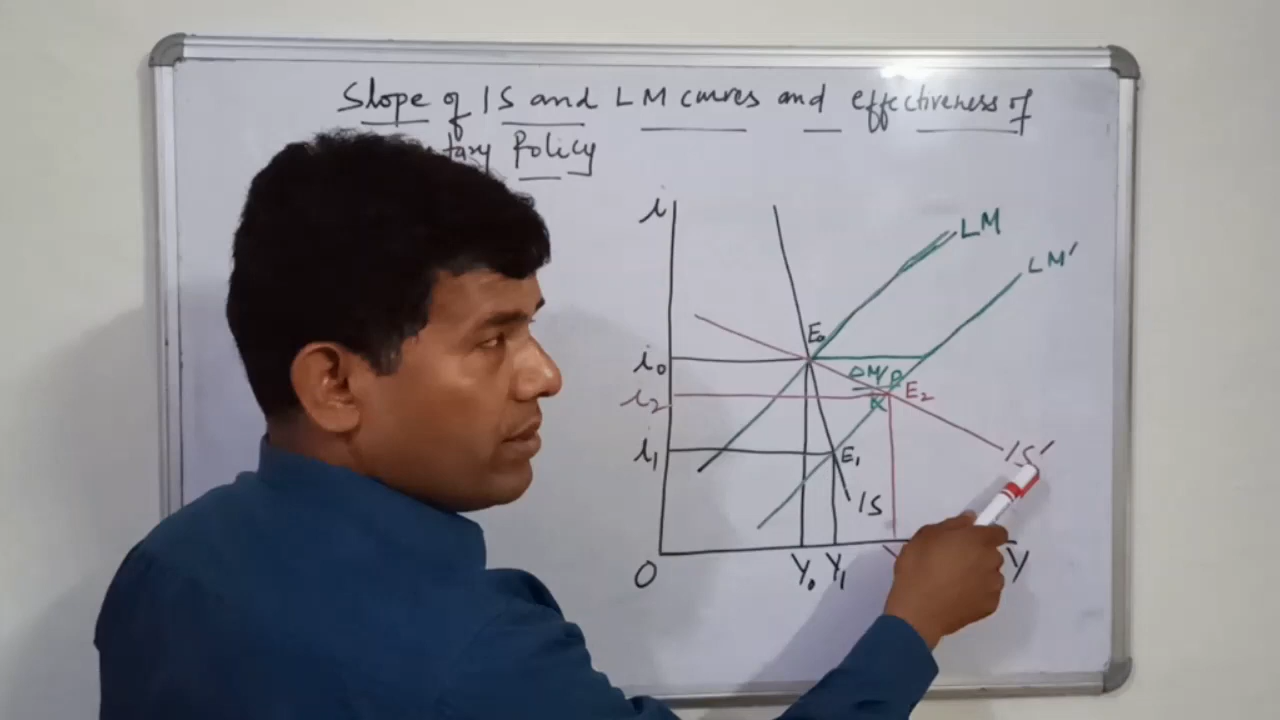 Slope of IS and LM curves and effectiveness of
Policy
i
LM
LM'
E₀
i₀
ΔM/P
K
E₂
i₂
i₁
E₁
IS'
IS
O
Y₀ Y₁
Y